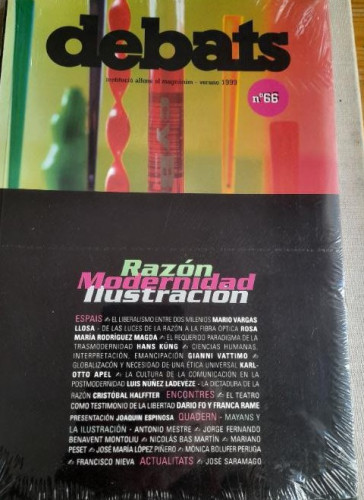 debats
institució alfons el magnànim - verano 1999
nº66
Razón
Modernidad
Ilustración
ESPAIS EL LIBERALISMO ENTRE DOS MILENIOS MARIO VARGAS
LLOSA - DE LAS LUCES DE LA RAZÓN A LA FIBRA OPTICA ROSA
MARÍA RODRÍGUEZ MAGDA EL REQUERIDO PARADIGMA DE LA
TRASMODERNIDAD HANS KÜNG CIENCIAS HUMANAS.
INTERPRETACIÓN, EMANCIPACIÓN GIANNI VATTIMO
GLOBALIZACÓN Y NECESIDAD DE UNA ÉTICA UNIVERSAL KARL-
OTTO APEL LA CULTURA DE LA COMUNICACIÓN EN LA
POSTMODERNIDAD LUIS NÚÑEZ LADEVÉZE - LA DICTADURA DE LA
RAZÓN CRISTÓBAL HALFFTER ENCONTRES EL TEATRO
COMO TESTIMONIO DE LA LIBERTAD DARIO FO Y FRANCA RAME
PRESENTACIÓN JOAQUIM ESPINOSA QUADERN - MAYANS Y
LA ILUSTRACIÓN - ANTONIO MESTRE JORGE FERNANDO
BENAVENT MONTOLIU NICOLÁS BAS MARTÍN MARIANO
PESET JOSÉ MARÍA LÓPEZ PIÑERO MÓNICA BOLUFER PERUGA
FRANCISCO NIEVA ACTUALITATS JOSÉ SARAMAGO